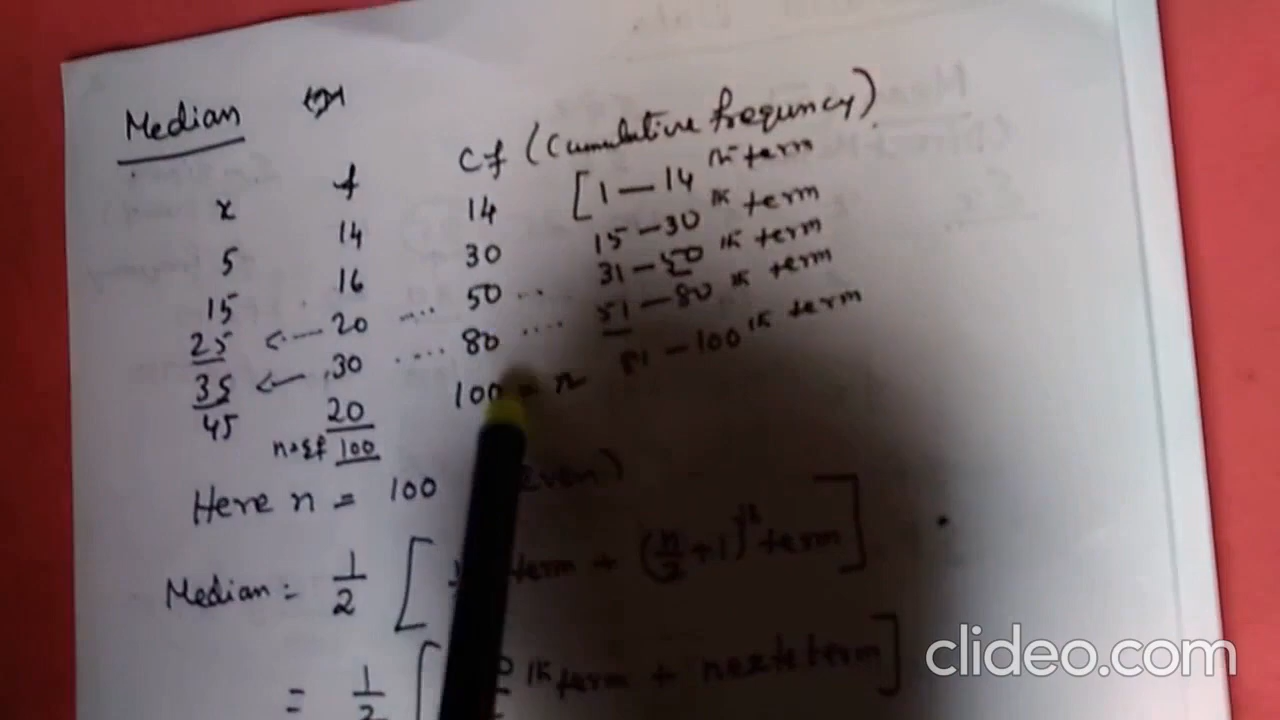 Median
x f cf (Cumulative frequncy)
5 14 14 [1 – 14 th term
15 16 30 15 – 30 th term
25 <--- 20 .... 50 .. 31 – 50 th term
35 <--- 30 .... 80 .... 51 – 80 th term
45 20 100 = n 81 – 100 th term
n=Σf 100
Here n = 100 even)
Median = 1/2 [ term + (n/2 + 1)th term]
= 1/2 [ th term + next term]
clideo.com